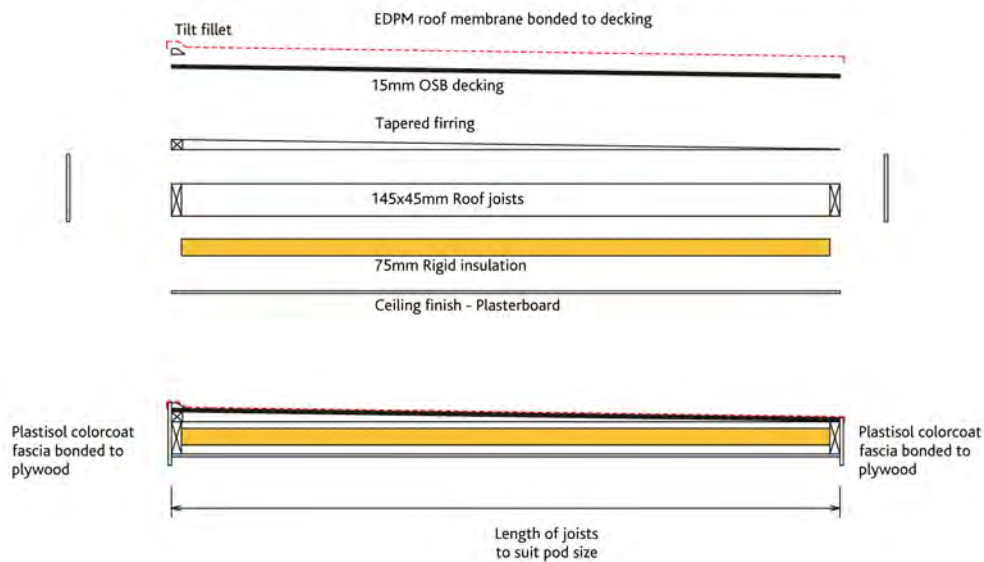 EDPM roof membrane bonded to decking
Tilt fillet
15mm OSB decking
Tapered firring
145x45mm Roof joists
75mm Rigid insulation
Ceiling finish - Plasterboard
Plastisol colorcoat
fascia bonded to
plywood
Plastisol colorcoat
fascia bonded to
plywood
Length of joists
to suit pod size